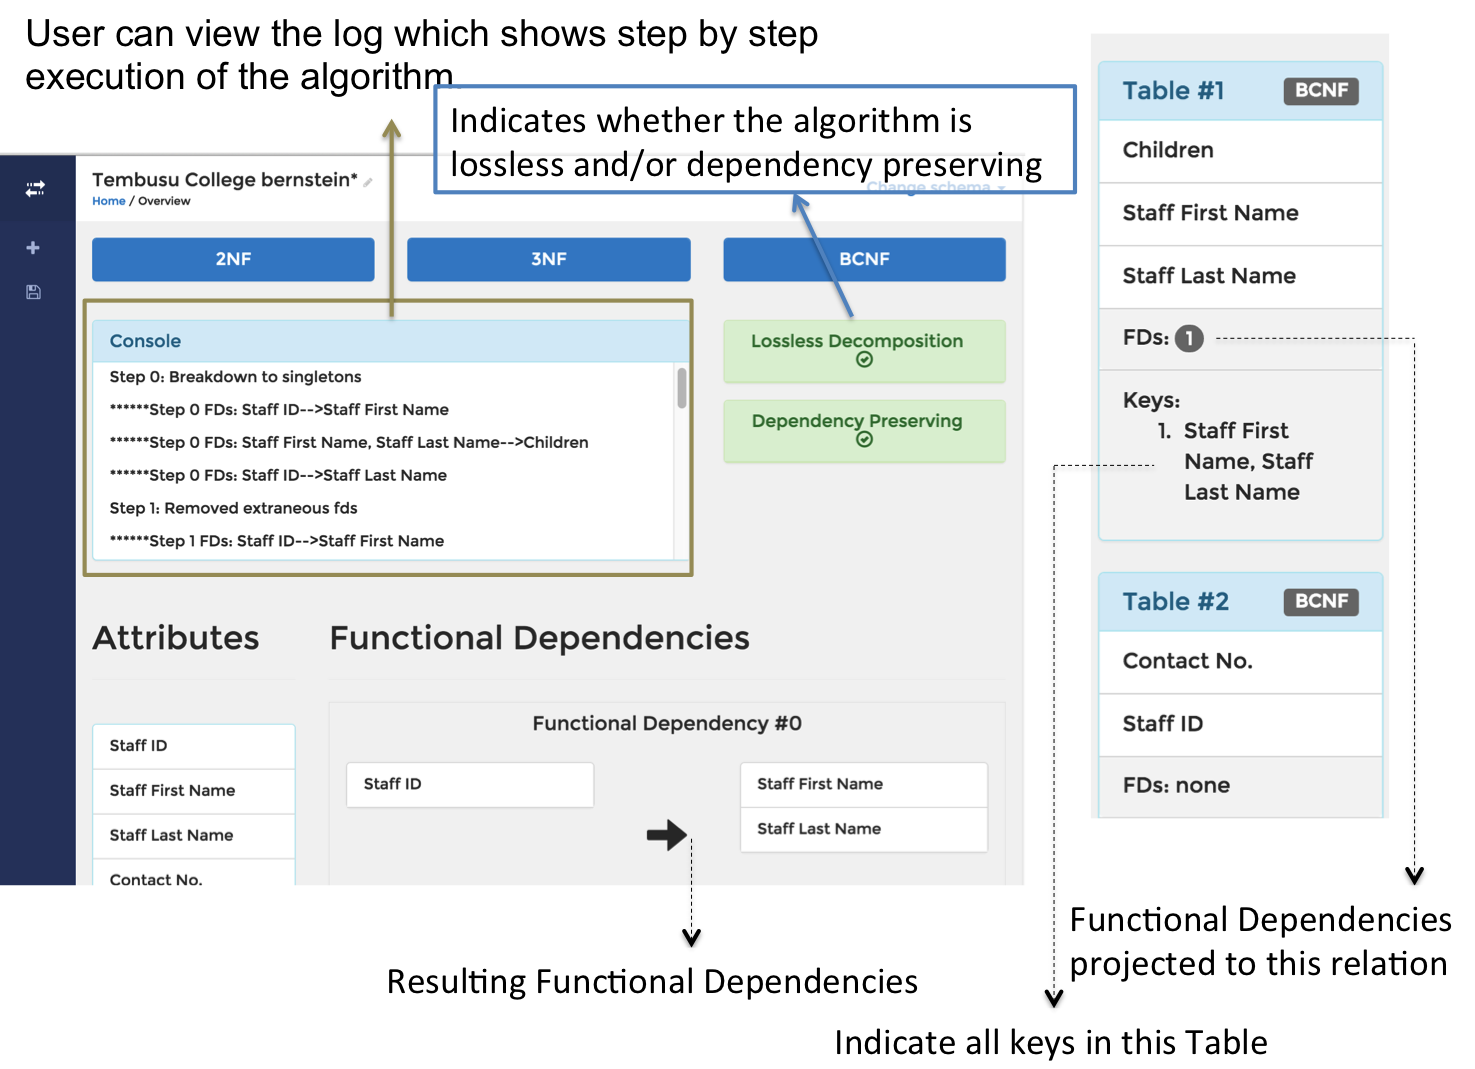 User can view the log which shows step by step
execution of the algorithm.
Indicates whether the algorithm is
lossless and/or dependency preserving
Tembusu College bernstein*
Home / Overview
Change schema
2NF
3NF
BCNF
Console
Step 0: Breakdown to singletons
******Step 0 FDs: Staff ID-->Staff First Name
******Step 0 FDs: Staff First Name, Staff Last Name-->Children
******Step 0 FDs: Staff ID-->Staff Last Name
Step 1: Removed extraneous fds
******Step 1 FDs: Staff ID-->Staff First Name
Lossless Decomposition
Dependency Preserving
Attributes
Staff ID
Staff First Name
Staff Last Name
Contact No.
Functional Dependencies
Functional Dependency #0
Staff ID
Staff First Name
Staff Last Name
Resulting Functional Dependencies
Table #1
BCNF
Children
Staff First Name
Staff Last Name
FDs: 1
Keys:
1. Staff First
Name, Staff
Last Name
Table #2
BCNF
Contact No.
Staff ID
FDs: none
Functional Dependencies
projected to this relation
Indicate all keys in this Table